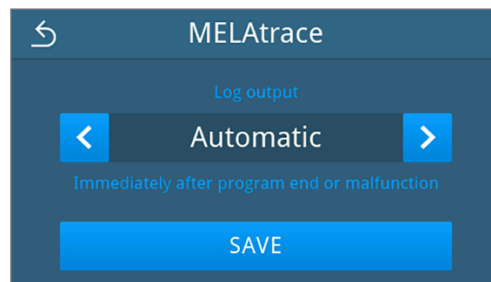 MELAtrace
Log output
Automatic
Immediately after program end or malfunction
SAVE